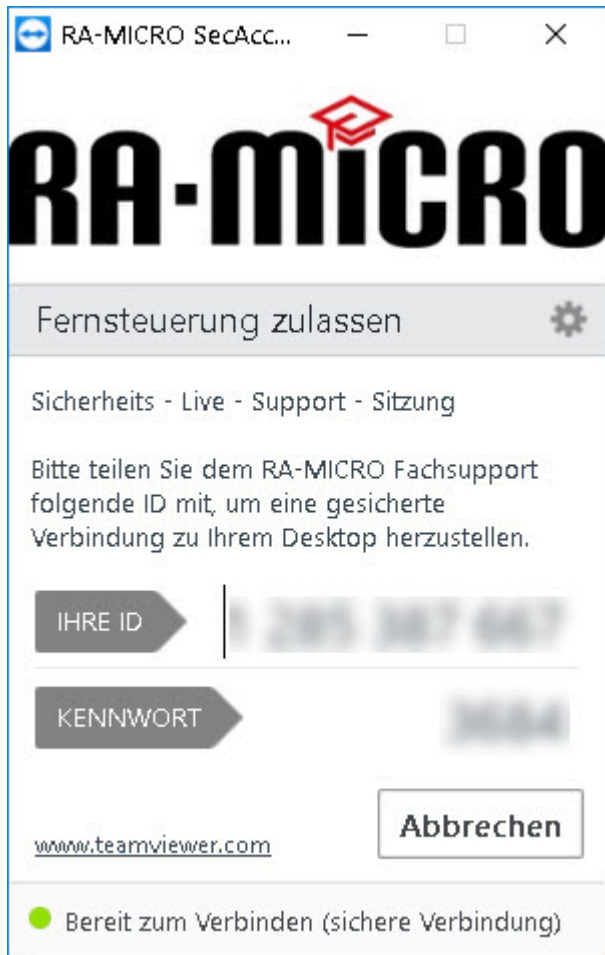 RA-MICRO SecAcc...
RA-MICRO
Fernsteuerung zulassen
Sicherheits - Live - Support - Sitzung
Bitte teilen Sie dem RA-MICRO Fachsupport
folgende ID mit, um eine gesicherte
Verbindung zu Ihrem Desktop herzustellen.
IHRE ID
KENNWORT
Abbrechen
www.teamviewer.com
Bereit zum Verbinden (sichere Verbindung)